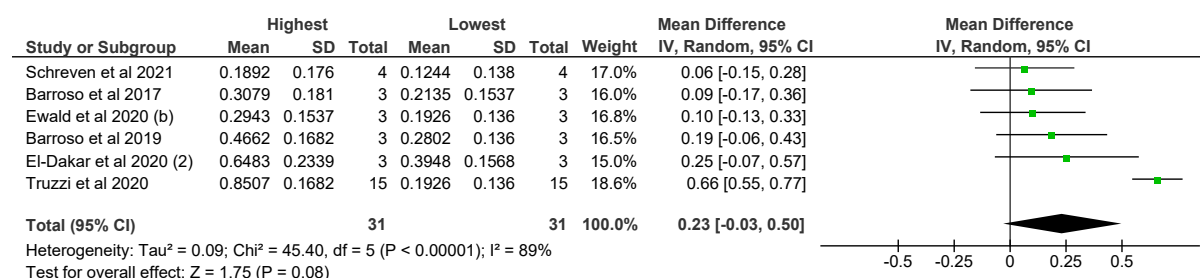 Highest Lowest Mean Difference Mean Difference
Study or Subgroup Mean SD Total Mean SD Total Weight IV, Random, 95% CI IV, Random, 95% CI
Schreven et al 2021 0.1892 0.176 4 0.1244 0.138 4 17.0% 0.06 [-0.15, 0.28]
Barroso et al 2017 0.3079 0.181 3 0.2135 0.1537 3 16.0% 0.09 [-0.17, 0.36]
Ewald et al 2020 (b) 0.2943 0.1537 3 0.1926 0.136 3 16.8% 0.10 [-0.13, 0.33]
Barroso et al 2019 0.4662 0.1682 3 0.2802 0.136 3 16.5% 0.19 [-0.06, 0.43]
El-Dakar et al 2020 (2) 0.6483 0.2339 3 0.3948 0.1568 3 15.0% 0.25 [-0.07, 0.57]
Truzzi et al 2020 0.8507 0.1682 15 0.1926 0.136 15 18.6% 0.66 [0.55, 0.77]
Total (95% CI) 31 31 100.0% 0.23 [-0.03, 0.50]
Heterogeneity: Tau² = 0.09; Chi² = 45.40, df = 5 (P < 0.00001); I² = 89%
-0.5 -0.25 0 0.25 0.5
Test for overall effect: Z = 1.75 (P = 0.08)